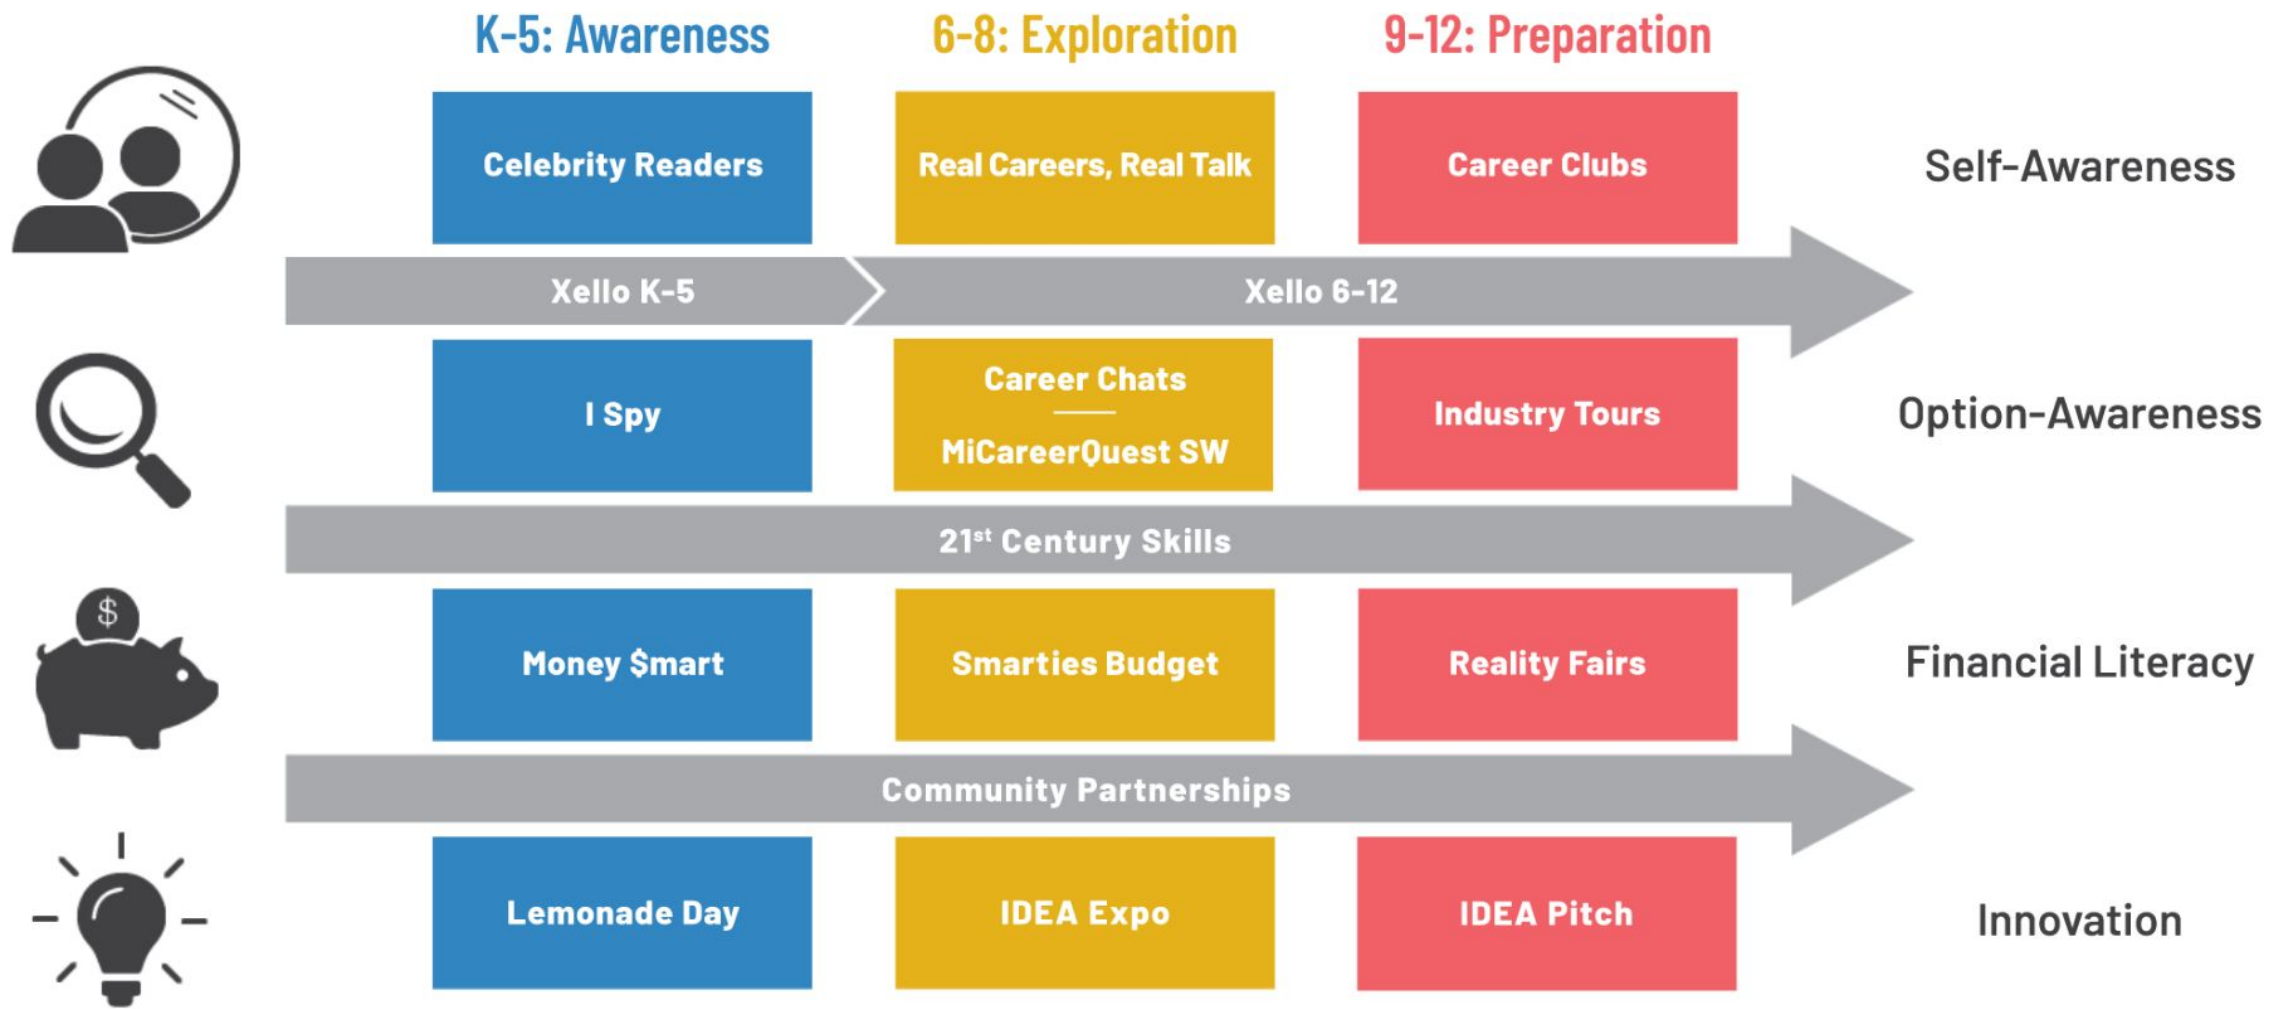 K-5: Awareness
6-8: Exploration
9-12: Preparation
Celebrity Readers
Real Careers, Real Talk
Career Clubs
Self-Awareness
Xello K-5
Xello 6-12
I Spy
Career Chats
MiCareerQuest SW
Industry Tours
Option-Awareness
21st Century Skills
$
Money $mart
Smarties Budget
Reality Fairs
Financial Literacy
Community Partnerships
Lemonade Day
IDEA Expo
IDEA Pitch
Innovation